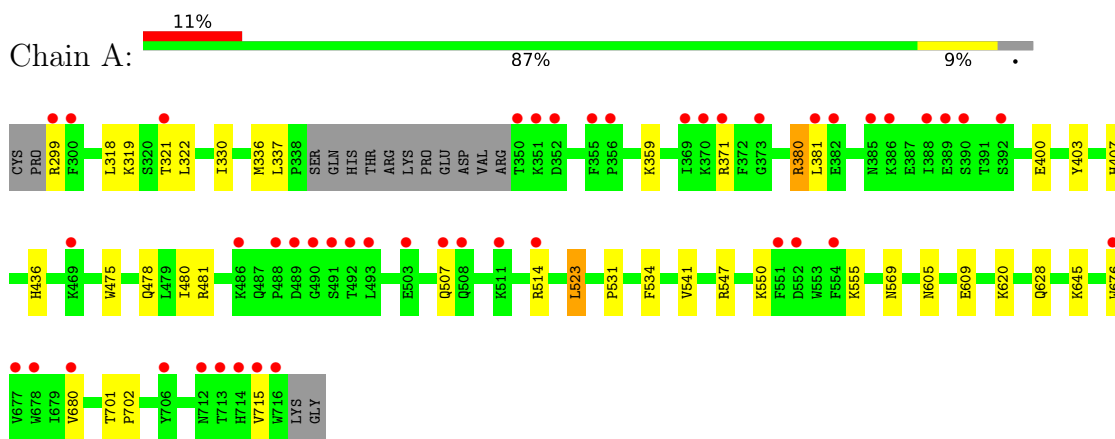 11%
Chain A:
87% 9% •
CYS PRO R299 F300 L318 K319 S320 T321 L322 I330 M336 L337 P338 SER GLN HIS THR ARG LYS PRO GLU ASP VAL ARG T350 K351 D352 F355 P356 K359 I369 K370 R371 F372 G373 R380 L381 E382 N385 K386 E387 I388 E389 S390 T391 S392 E400 Y403 H407
H436 K469 W475 Q478 L479 I480 R481 K486 Q487 P488 D489 G490 S491 T492 L493 E503 Q507 Q508 K511 R514 L523 P531 F534 V541 R547 K550 F551 D552 W553 F554 K555 N569 N605 E609 K620 Q628 K645 W676
V677 W678 I679 V680 T701 P702 Y706 N712 T713 H714 V715 W716 LYS GLY